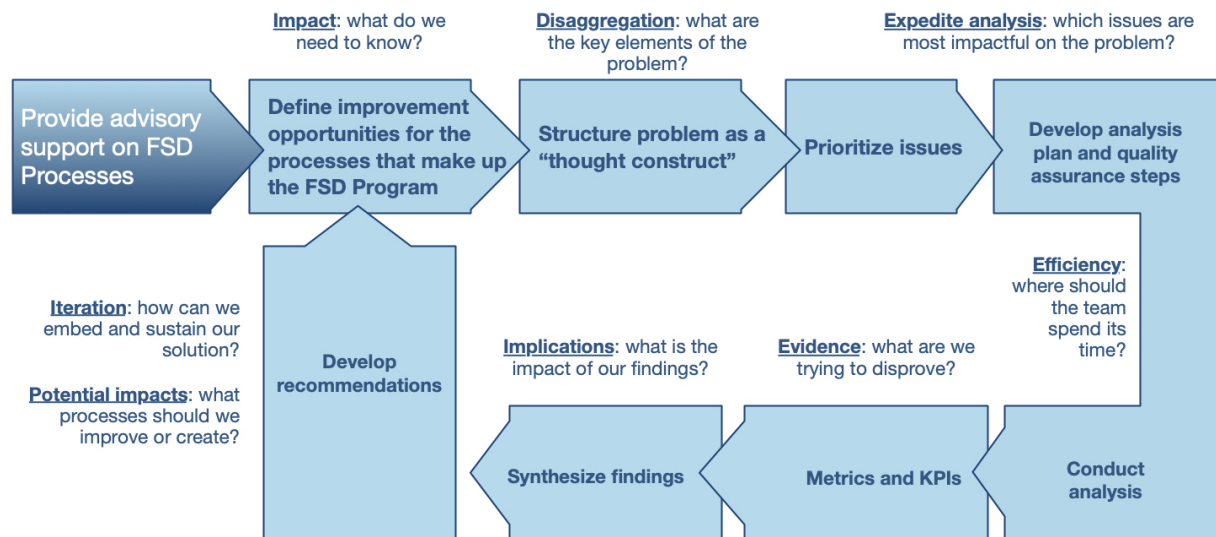 Impact: what do we
need to know?
Disaggregation: what are
the key elements of the
problem?
Expedite analysis: which issues are
most impactful on the problem?
Provide advisory
support on FSD
Processes
Define improvement
opportunities for the
processes that make up
the FSD Program
Structure problem as a
“thought construct”
Prioritize issues
Develop analysis
plan and quality
assurance steps
Efficiency:
where should
the team
spend its
time?
Conduct
analysis
Evidence: what are we
trying to disprove?
Metrics and KPIs
Implications: what is the
impact of our findings?
Synthesize findings
Develop
recommendations
Iteration: how can we
embed and sustain our
solution?
Potential impacts: what
processes should we
improve or create?